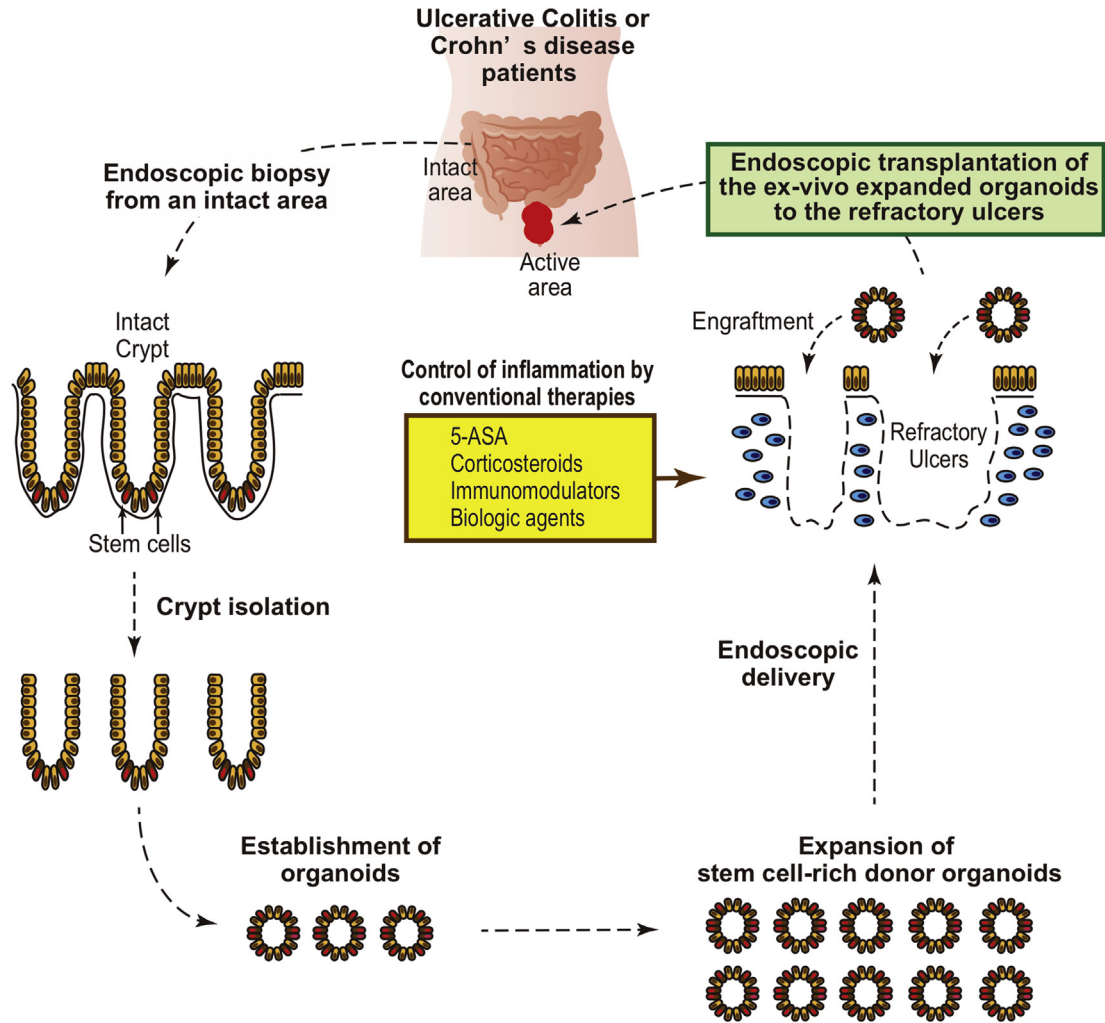 Ulcerative Colitis or
Crohn’ s disease
patients
Endoscopic biopsy
from an intact area
Intact
area
Active
area
Endoscopic transplantation of
the ex-vivo expanded organoids
to the refractory ulcers
Intact
Crypt
Stem cells
Control of inflammation by
conventional therapies
5-ASA
Corticosteroids
Immunomodulators
Biologic agents
Engraftment
Refractory
Ulcers
Crypt isolation
Endoscopic
delivery
Establishment of
organoids
Expansion of
stem cell-rich donor organoids